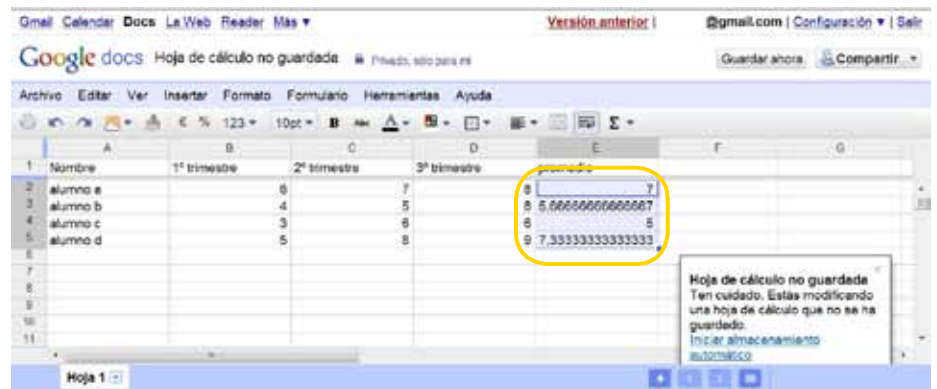 Gmail Calendar Docs La Web Reader Más ▼ Versión anterior | @gmail.com | Configuración ▼ | Salir
Google docs Hoja de cálculo no guardada Privado, sólo para mí Guardar ahora Compartir
Archivo Editar Ver Insertar Formato Formulario Herramientas Ayuda
€ % 123 10pt B Abc A Σ
A B C D E F G
1 Nombre 1º trimestre 2º trimestre 3º trimestre promedio
2 alumno a 6 7 8 7
3 alumno b 4 5 8 5,66666666666667
4 alumno c 3 6 6 5
5 alumno d 5 8 9 7,33333333333333
6
7
8
9
10
11
Hoja de cálculo no guardada
Ten cuidado. Estás modificando
una hoja de cálculo que no se ha
guardado.
Iniciar almacenamiento
automático
Hoja 1